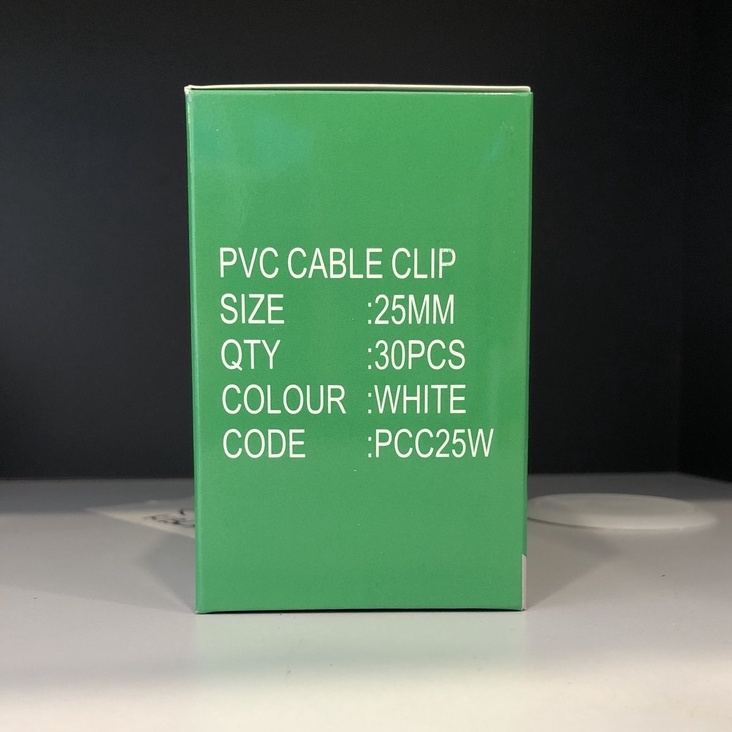 PVC CABLE CLIP
SIZE :25MM
QTY :30PCS
COLOUR :WHITE
CODE :PCC25W